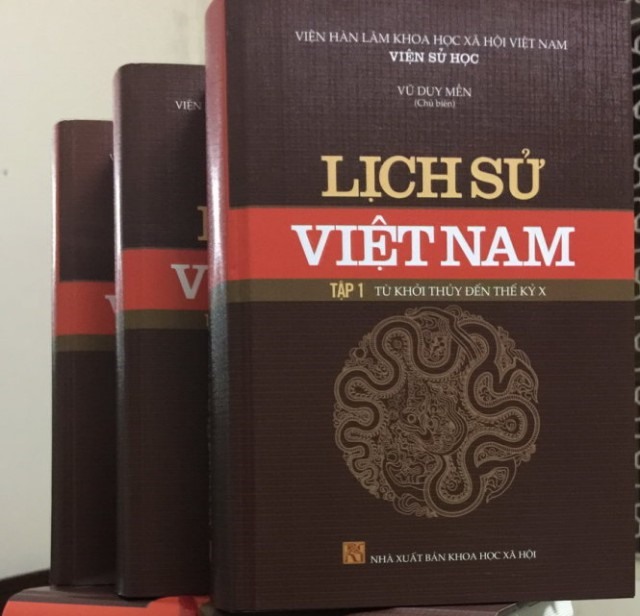 VIỆN HÀN LÂM KHOA HỌC XÃ HỘI VIỆT NAM
VIỆN SỬ HỌC
VŨ DUY MỀN
(Chủ biên)
LỊCH SỬ
VIỆT NAM
TẬP 1 TỪ KHỞI THỦY ĐẾN THẾ KỶ X
NHÀ XUẤT BẢN KHOA HỌC XÃ HỘI
VIỆN